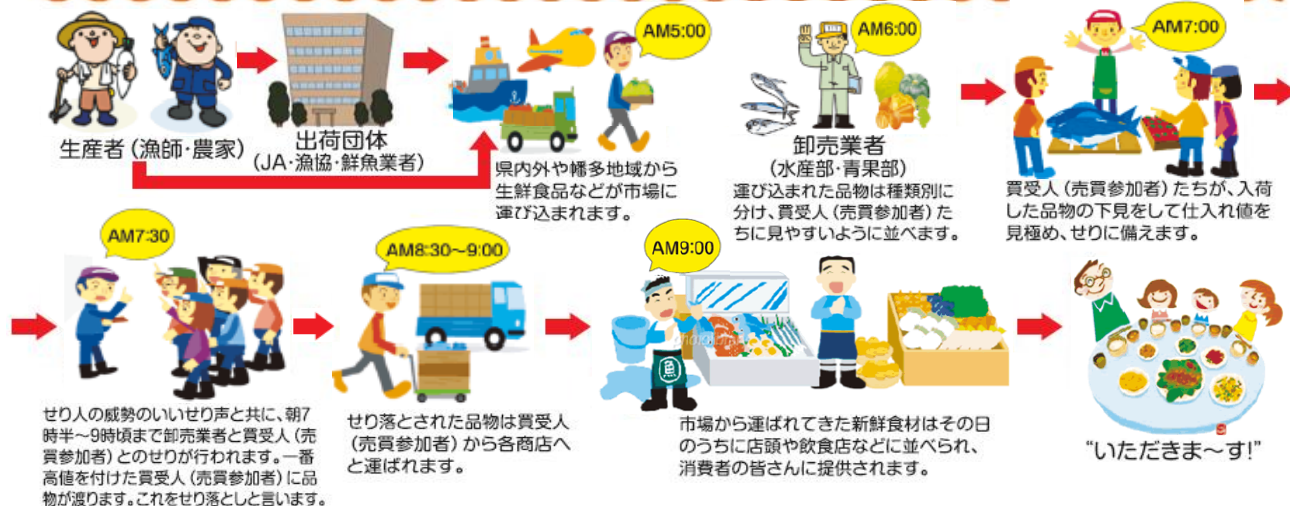 生産者（漁師・農家）
出荷団体
（JA・漁協・鮮魚業者）
AM5:00
県内外や幡多地域から
生鮮食品などが市場に
運び込まれます。
AM6:00
卸売業者
（水産部・青果部）
運び込まれた品物は種類別に
分け、買受人（売買参加者）た
ちに見やすいように並べます。
AM7:00
買受人（売買参加者）たちが、入荷
した品物の下見をして仕入れ値を
見極め、せりに備えます。
AM7:30
せり人の威勢のいいせり声と共に、朝7
時半～9時頃まで卸売業者と買受人（売
買参加者）とのせりが行われます。一番
高値を付けた買受人（売買参加者）に品
物が渡ります。これをせり落としと言います。
AM8:30～9:00
せり落とされた品物は買受人
（売買参加者）から各商店へ
と運ばれます。
AM9:00
魚
市場から運ばれてきた新鮮食材はその日
のうちに店頭や飲食店などに並べられ、
消費者の皆さんに提供されます。
“いただきま～す!”